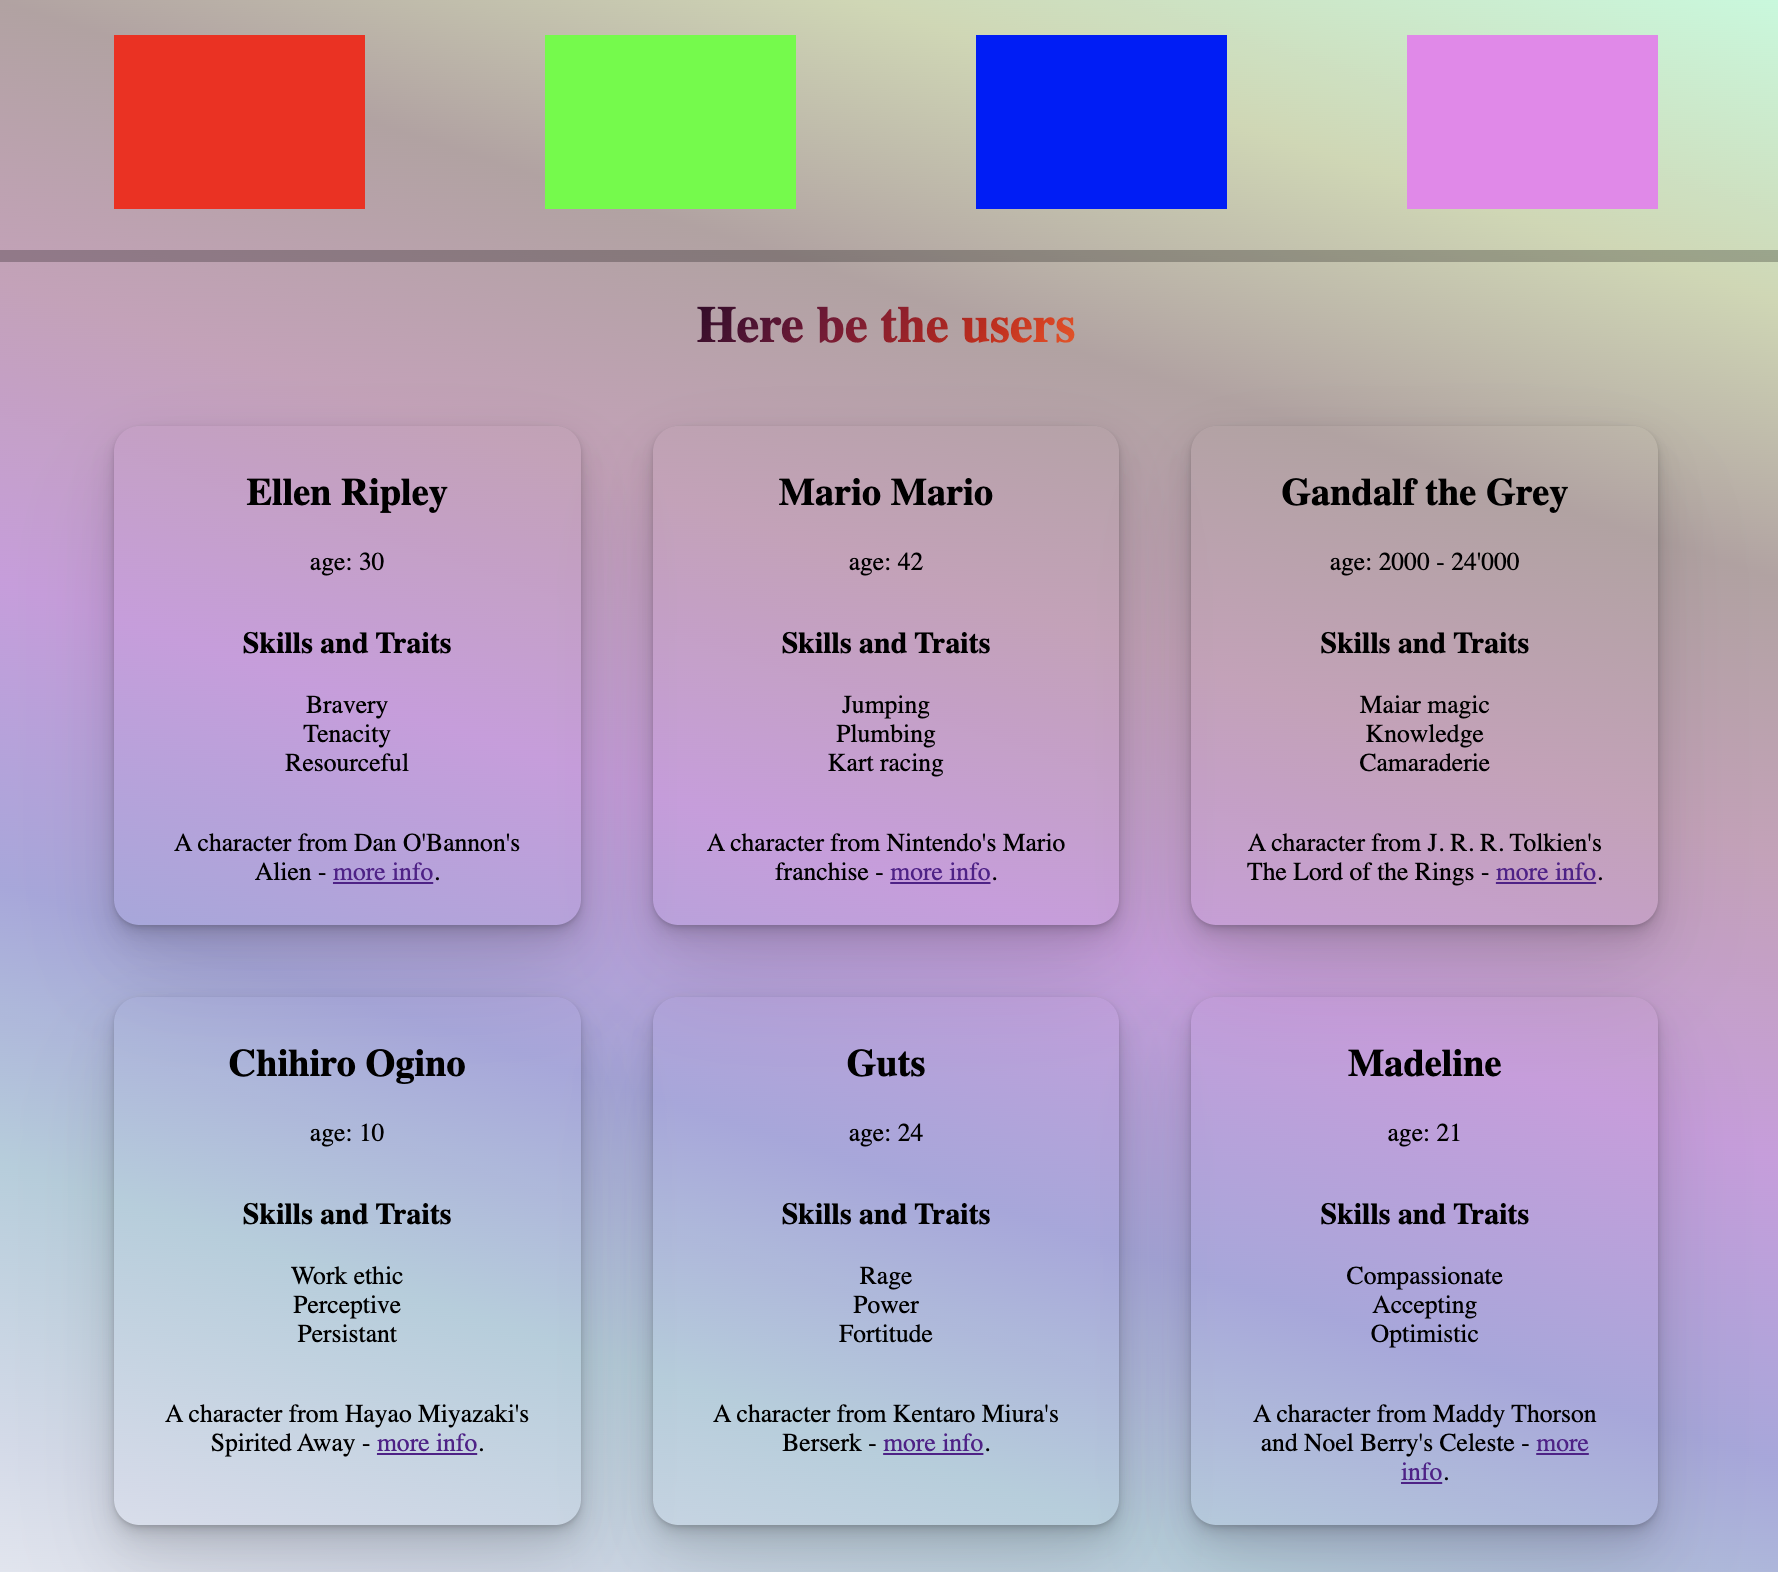 Here be the users
Ellen Ripley
age: 30
Skills and Traits
Bravery
Tenacity
Resourceful
A character from Dan O'Bannon's
Alien - more info.
Mario Mario
age: 42
Skills and Traits
Jumping
Plumbing
Kart racing
A character from Nintendo's Mario
franchise - more info.
Gandalf the Grey
age: 2000 - 24'000
Skills and Traits
Maiar magic
Knowledge
Camaraderie
A character from J. R. R. Tolkien's
The Lord of the Rings - more info.
Chihiro Ogino
age: 10
Skills and Traits
Work ethic
Perceptive
Persistant
A character from Hayao Miyazaki's
Spirited Away - more info.
Guts
age: 24
Skills and Traits
Rage
Power
Fortitude
A character from Kentaro Miura's
Berserk - more info.
Madeline
age: 21
Skills and Traits
Compassionate
Accepting
Optimistic
A character from Maddy Thorson
and Noel Berry's Celeste - more
info.